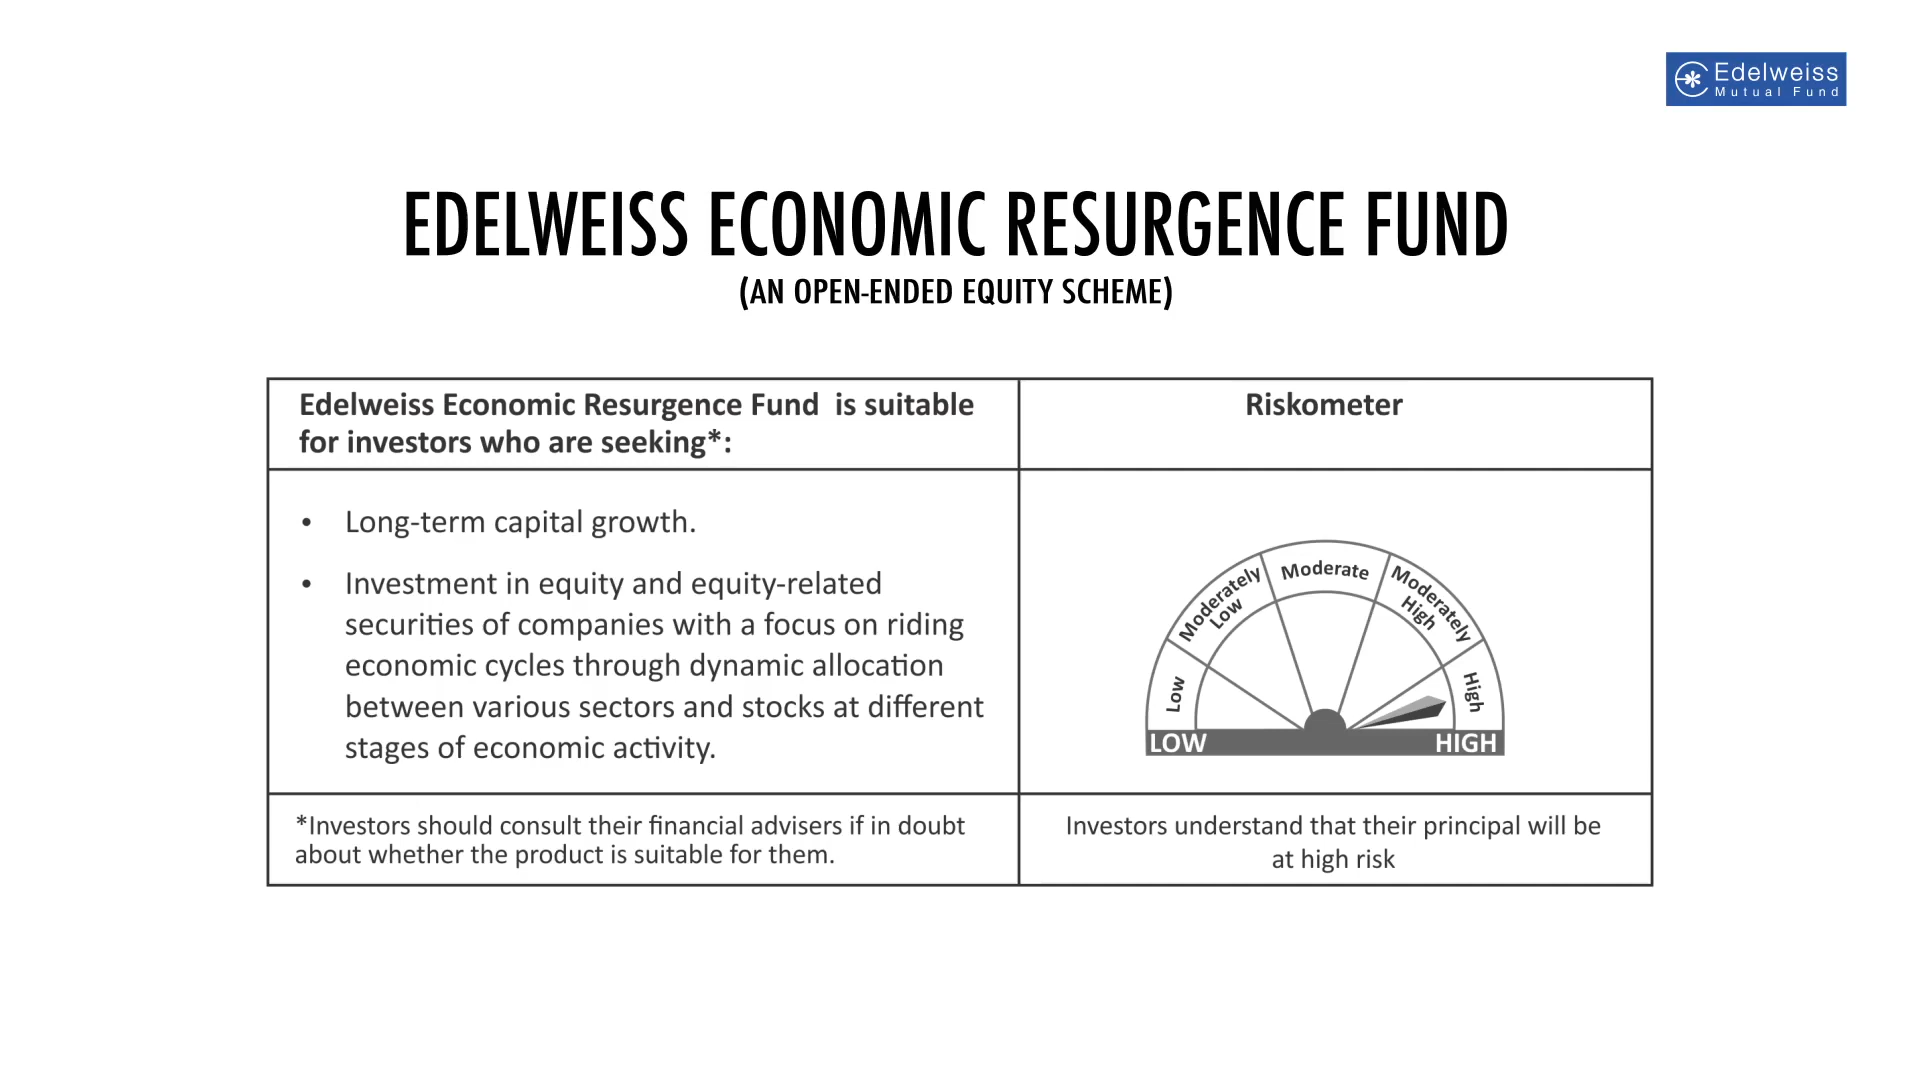 Edelweiss
Mutual Fund
EDELWEISS ECONOMIC RESURGENCE FUND
(AN OPEN-ENDED EQUITY SCHEME)
Edelweiss Economic Resurgence Fund is suitable
for investors who are seeking*:
Riskometer
• Long-term capital growth.
• Investment in equity and equity-related
securities of companies with a focus on riding
economic cycles through dynamic allocation
between various sectors and stocks at different
stages of economic activity.
Low
Moderately
Low
Moderate
Moderately
High
High
LOW
HIGH
*Investors should consult their financial advisers if in doubt
about whether the product is suitable for them.
Investors understand that their principal will be
at high risk